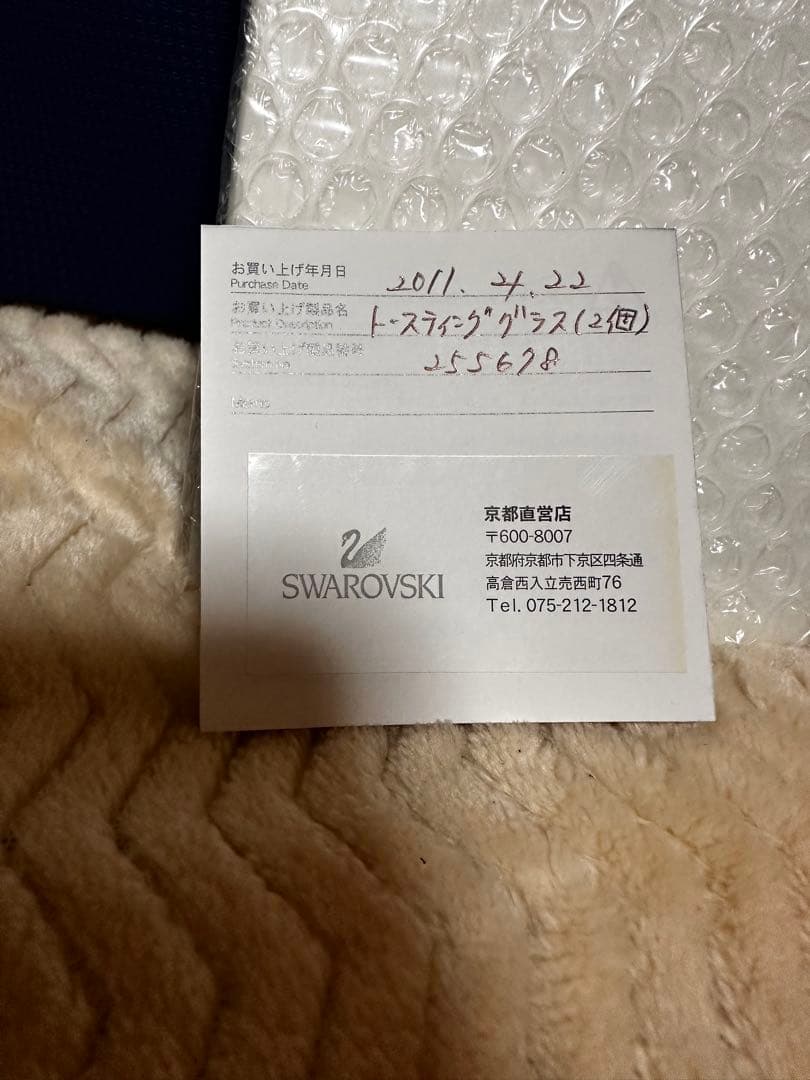 お買い上げ年月日 2011. 4. 22
Purchase Date
お買い上げ製品名 トースティンググラス(2個)
Product Description
255678
京都直営店
〒600-8007
京都府京都市下京区四条通
高倉西入立売西町76
Tel. 075-212-1812
SWAROVSKI